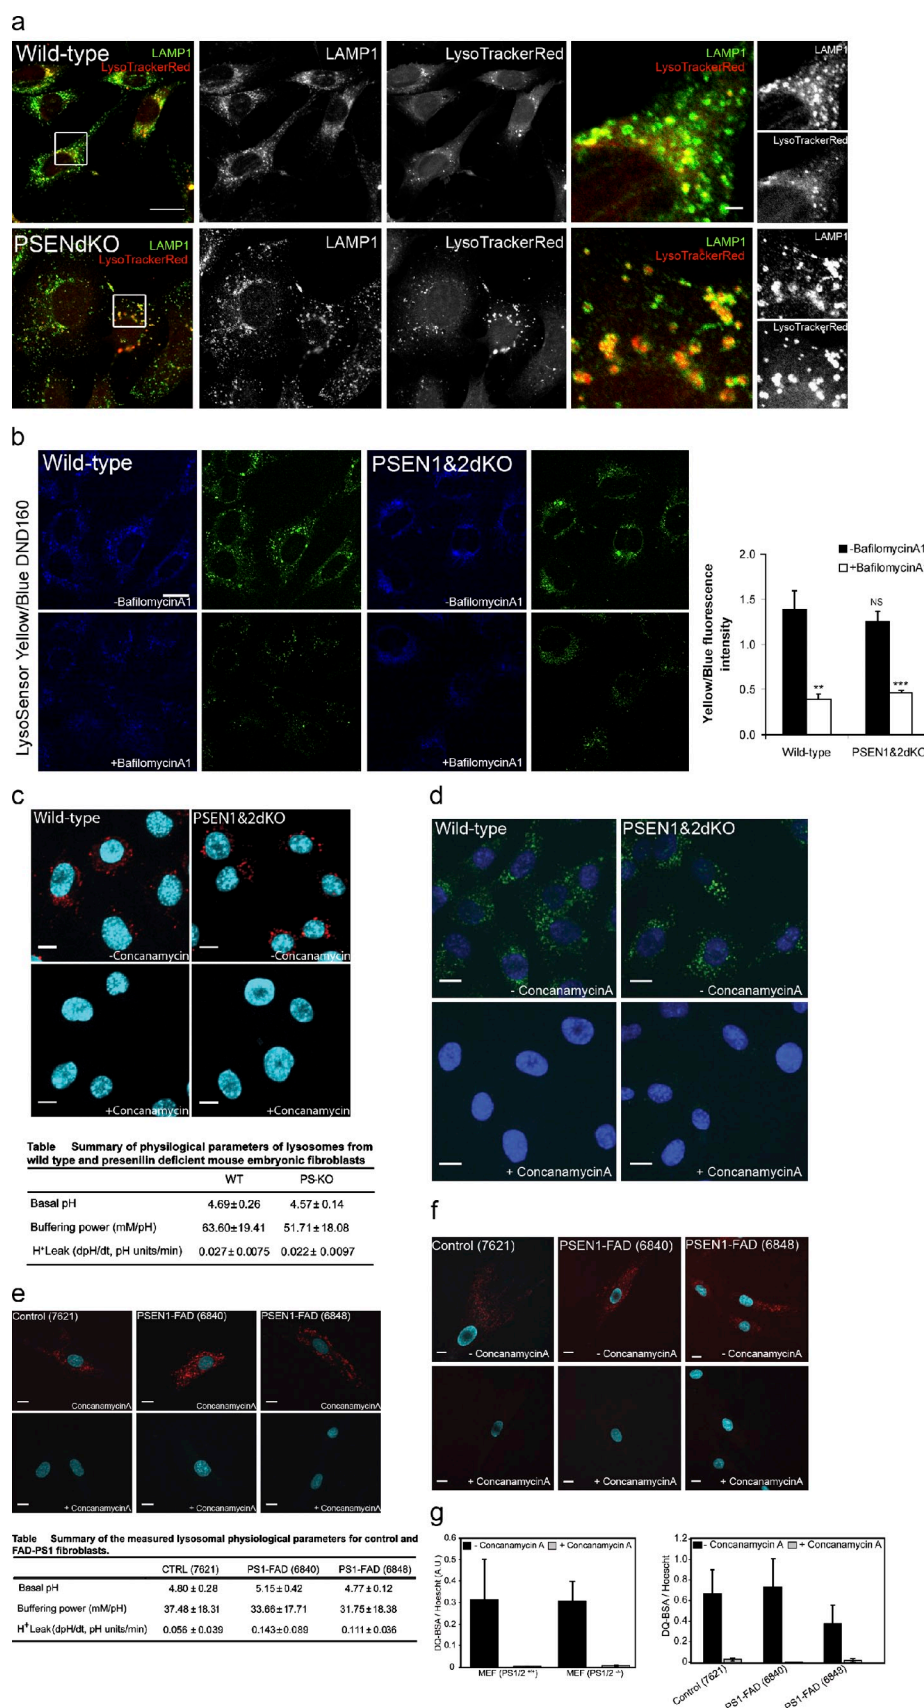 a
Wild-type
LAMP1
LysoTrackerRed
LAMP1
LysoTrackerRed
LAMP1
LysoTrackerRed
LAMP1
LysoTrackerRed
PSENdKO
LAMP1
LysoTrackerRed
LAMP1
LysoTrackerRed
LAMP1
LysoTrackerRed
LAMP1
LysoTrackerRed
b
LysoSensor Yellow/Blue DND160
Wild-type
PSEN1&2dKO
-BafilomycinA1
-BafilomycinA1
+BafilomycinA1
+BafilomycinA1
-BafilomycinA1
+BafilomycinA1
Yellow/Blue fluorescence
intensity
2.0
1.5
1.0
0.5
0.0
NS
**
***
Wild-type
PSEN1&2dKO
c
Wild-type
PSEN1&2dKO
-Concanamycin
-Concanamycin
+Concanamycin
+Concanamycin
Table Summary of physilogical parameters of lysosomes from
wild type and presenilin deficient mouse embryonic fibroblasts
WT PS-KO
Basal pH 4.69±0.26 4.57±0.14
Buffering power (mM/pH) 63.60±19.41 51.71±18.08
H⁺Leak (dpH/dt, pH units/min) 0.027±0.0075 0.022±0.0097
d
Wild-type
PSEN1&2dKO
- ConcanamycinA
- ConcanamycinA
+ ConcanamycinA
+ ConcanamycinA
e
Control (7621)
PSEN1-FAD (6840)
PSEN1-FAD (6848)
ConcanamycinA
ConcanamycinA
ConcanamycinA
+ ConcanamycinA
+ ConcanamycinA
+ ConcanamycinA
Table Summary of the measured lysosomal physiological parameters for control and
FAD-PS1 fibroblasts.
CTRL (7621) PS1-FAD (6840) PS1-FAD (6848)
Basal pH 4.80 ± 0.28 5.15 ± 0.42 4.77 ± 0.12
Buffering power (mM/pH) 37.48 ± 18.31 33.66 ± 17.71 31.75 ± 18.38
H⁺Leak(dpH/dt, pH units/min) 0.056 ± 0.039 0.143 ± 0.089 0.111 ± 0.036
f
Control (7621)
PSEN1-FAD (6840)
PSEN1-FAD (6848)
- ConcanamycinA
- ConcanamycinA
- ConcanamycinA
+ ConcanamycinA
+ ConcanamycinA
+ ConcanamycinA
g
- Concanamycin A + Concanamycin A
DQ-BSA / Hoescht (A.U.)
0.6
0.5
0.4
0.3
0.2
0.1
0
MEF (PS1/2 +/+)
MEF (PS1/2 -/-)
- Concanamycin A + Concanamycin A
DQ-BSA / Hoescht
1.2
1.0
0.8
0.6
0.4
0.2
0
Control (7621)
PS1-FAD (6840)
PS1-FAD (6848)